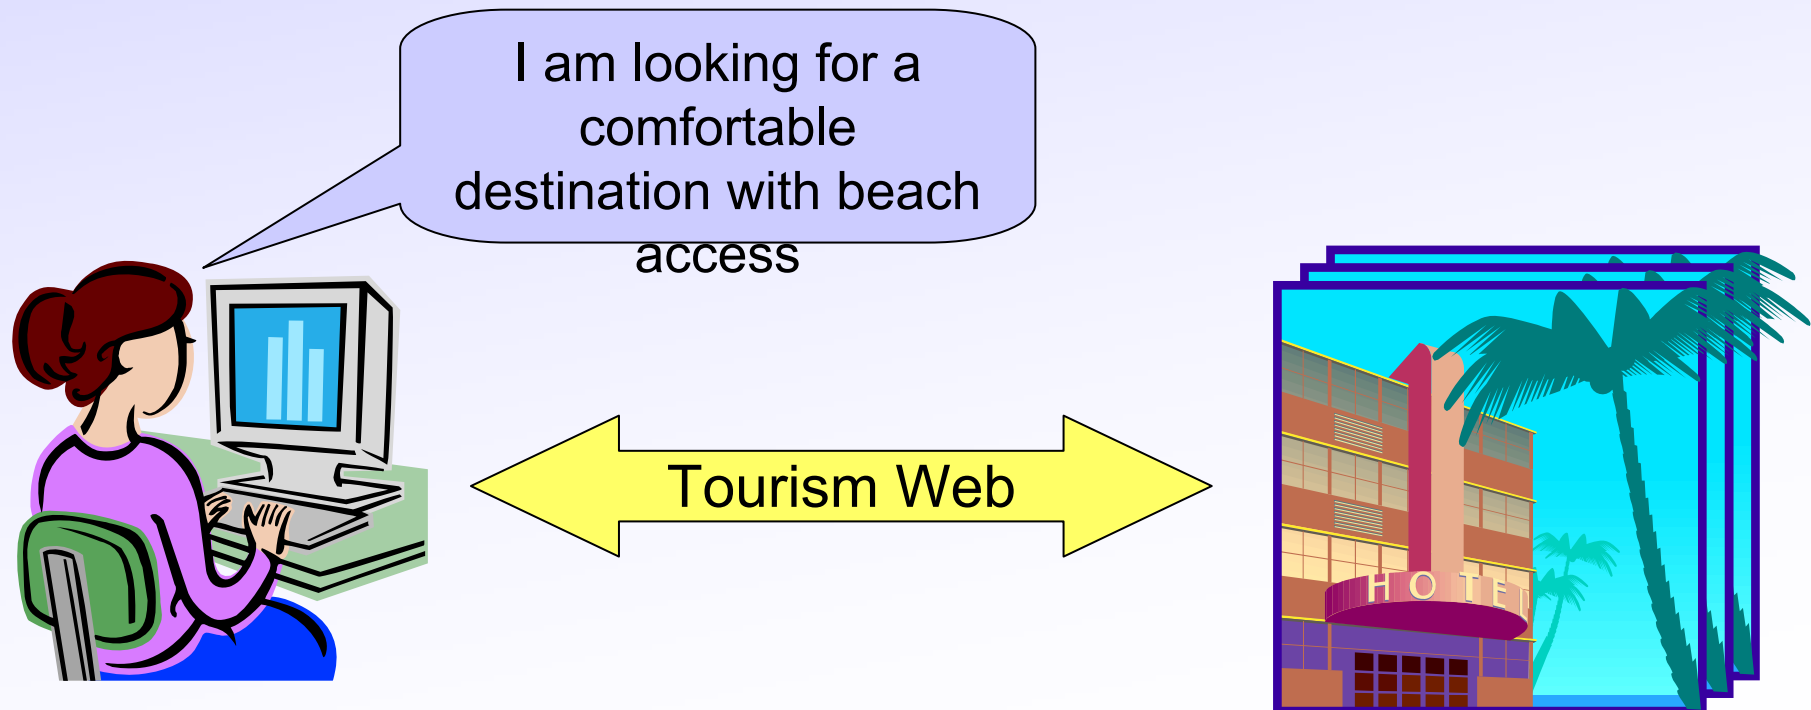 I am looking for a
comfortable
destination with beach
access
Tourism Web
HOTEL